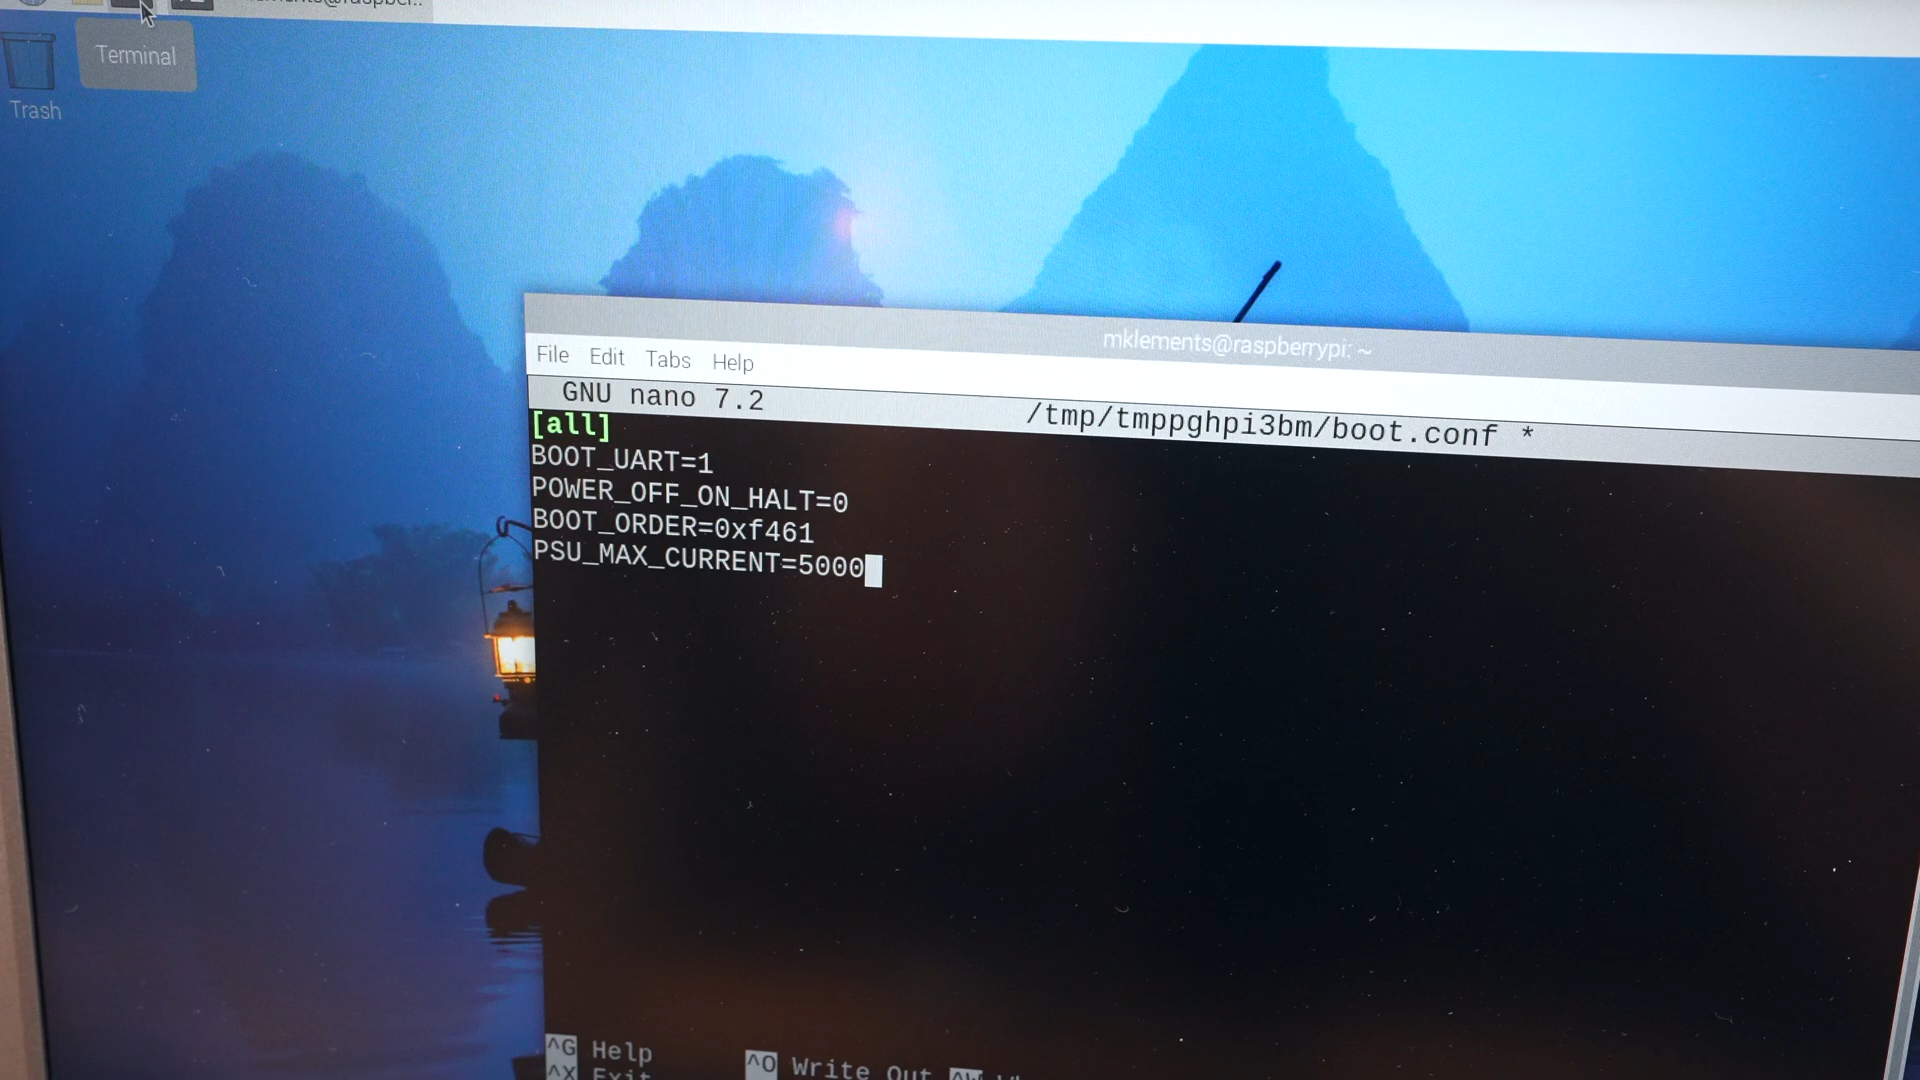 Terminal
Trash
mklements@raspberrypi: ~
File Edit Tabs Help
GNU nano 7.2 /tmp/tmppghpi3bm/boot.conf *
[all]
BOOT_UART=1
POWER_OFF_ON_HALT=0
BOOT_ORDER=0xf461
PSU_MAX_CURRENT=5000
^G Help ^O Write Out ^W
^X Exit